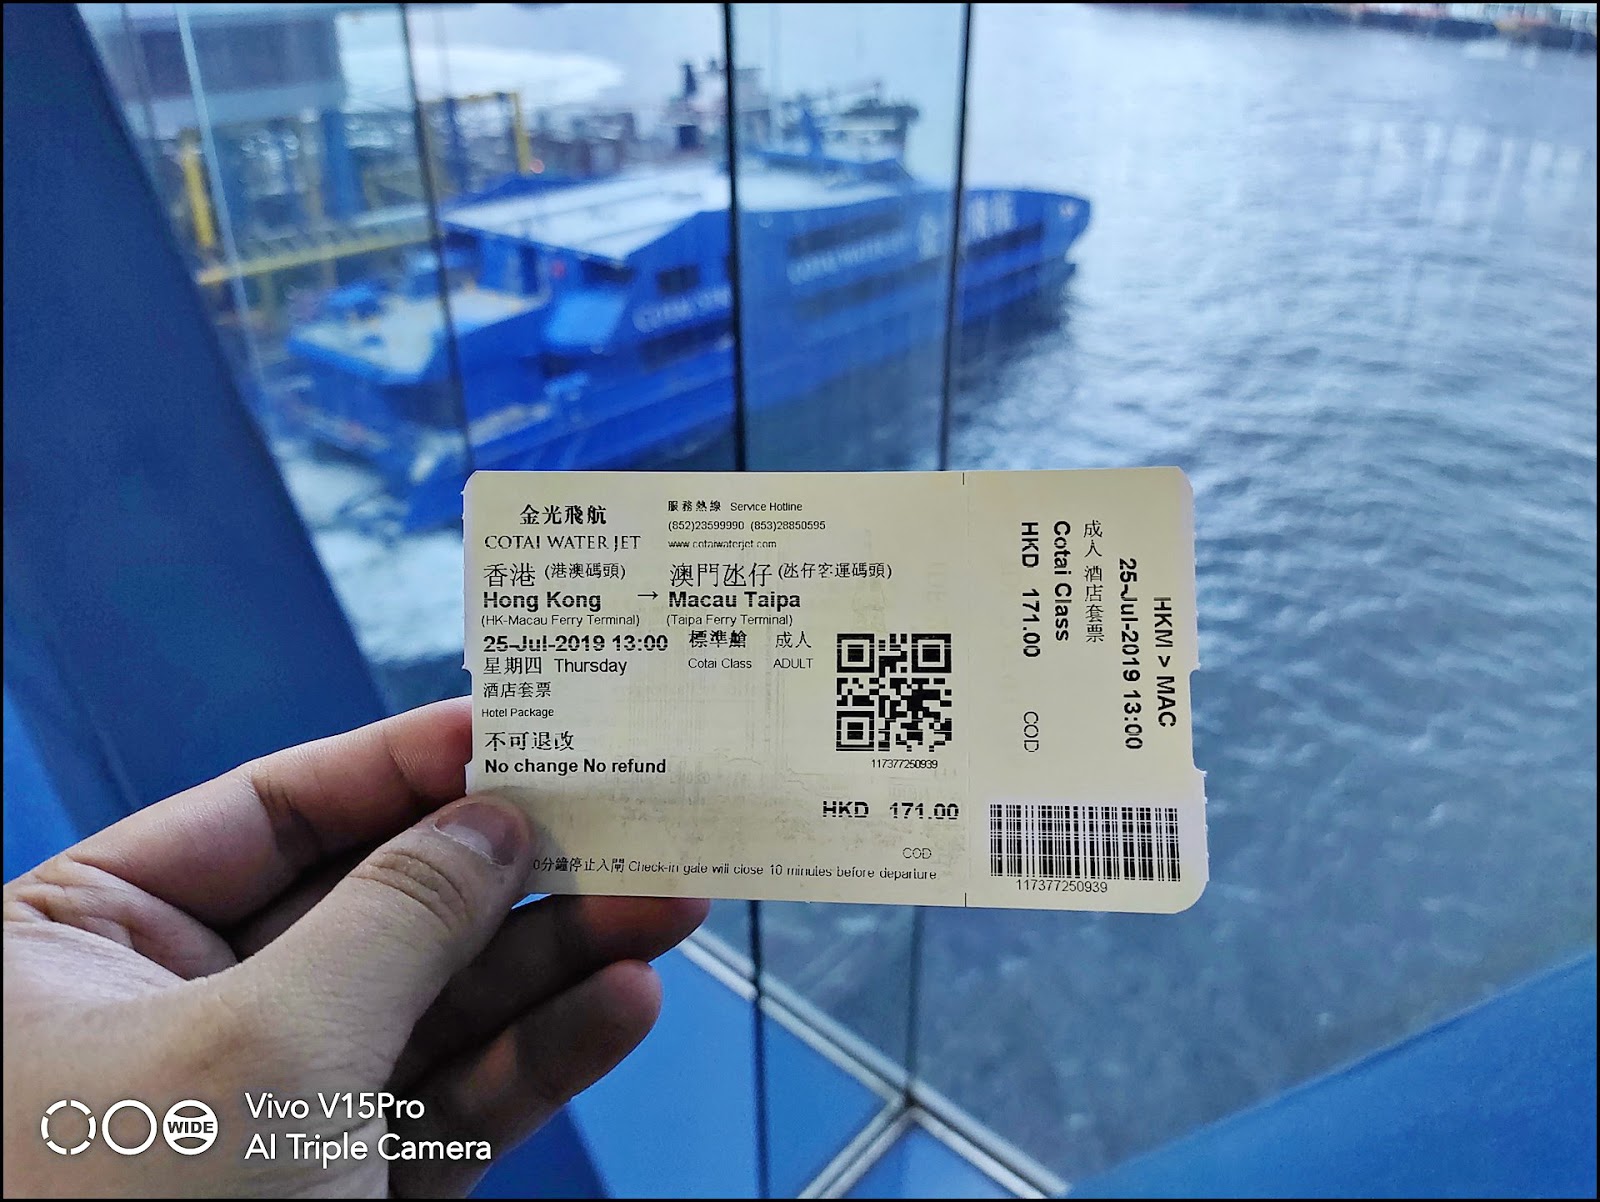 金光飛航
COTAI WATER JET
服務熱線 Service Hotline
(852)23599990 (853)28850595
www.cotaiwaterjet.com
香港 (港澳碼頭)
Hong Kong
(HK-Macau Ferry Terminal)
→
澳門氹仔 (氹仔客運碼頭)
Macau Taipa
(Taipa Ferry Terminal)
25-Jul-2019 13:00
標準艙 成人
星期四 Thursday
Cotai Class ADULT
酒店套票
Hotel Package
不可退改
No change No refund
117377250939
HKD 171.00
COD
0分鐘停止入閘 Check-in gate will close 10 minutes before departure
HKM > MAC
25-Jul-2019 13:00
成人 酒店套票
Cotai Class
HKD 171.00
COD
117377250939
WIDE
Vivo V15Pro
AI Triple Camera